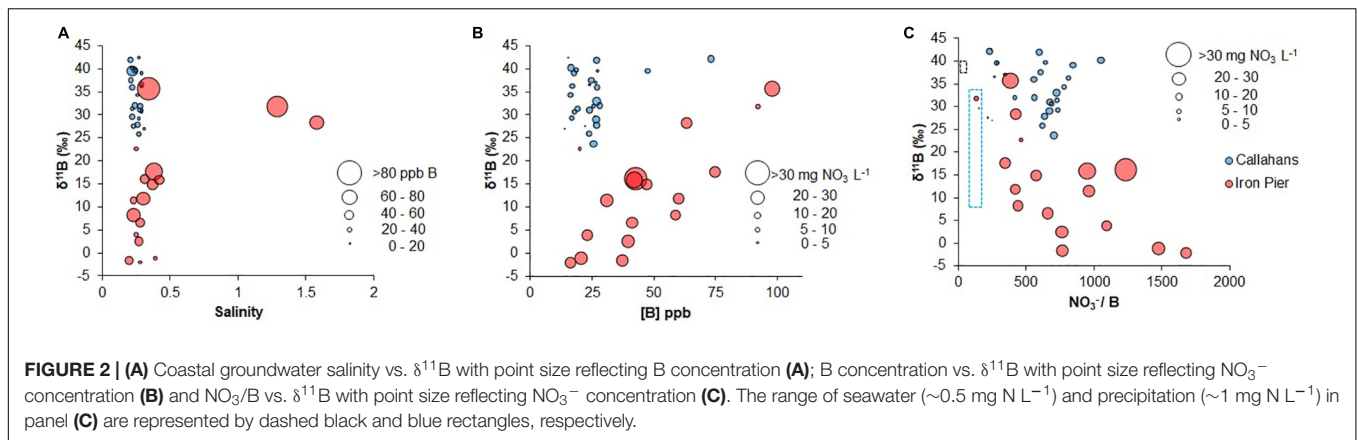 A
45
40
35
30
25
20
15
10
5
0
-5
δ¹¹B (‰)
0 0.5 1 1.5 2
Salinity
>80 ppb B
60 - 80
40 - 60
20 - 40
0 - 20
B
45
40
35
30
25
20
15
10
5
0
-5
δ¹¹B (‰)
0 25 50 75 100
[B] ppb
>30 mg NO₃ L⁻¹
20 - 30
10 - 20
5 - 10
0 - 5
C
45
40
35
30
25
20
15
10
5
0
-5
δ¹¹B (‰)
0 500 1000 1500 2000
NO₃⁻/ B
>30 mg NO₃ L⁻¹
20 - 30
10 - 20
5 - 10
0 - 5
Callahans
Iron Pier
FIGURE 2 | (A) Coastal groundwater salinity vs. δ¹¹B with point size reflecting B concentration (A); B concentration vs. δ¹¹B with point size reflecting NO₃⁻
concentration (B) and NO₃/B vs. δ¹¹B with point size reflecting NO₃⁻ concentration (C). The range of seawater (∼0.5 mg N L⁻¹) and precipitation (∼1 mg N L⁻¹) in
panel (C) are represented by dashed black and blue rectangles, respectively.